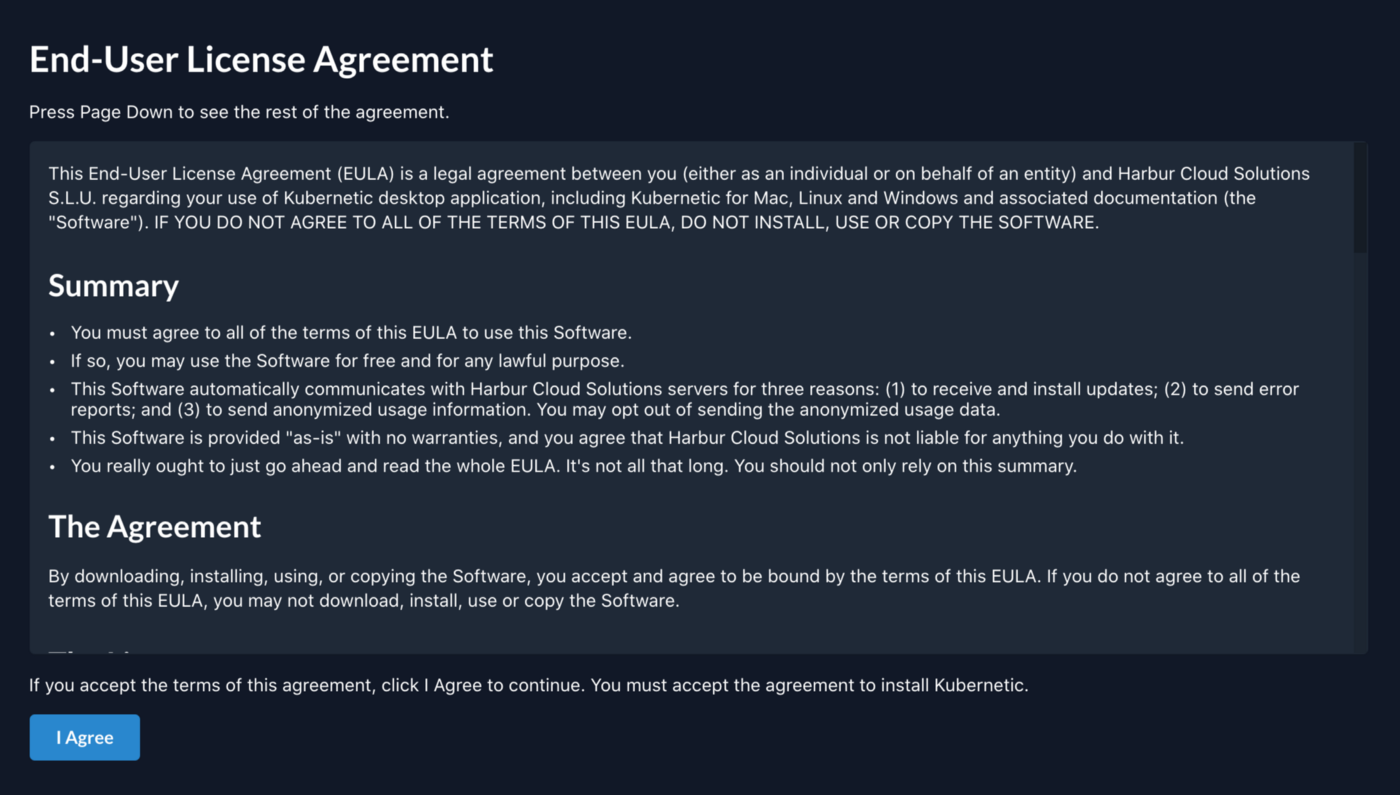 End-User License Agreement
Press Page Down to see the rest of the agreement.
This End-User License Agreement (EULA) is a legal agreement between you (either as an individual or on behalf of an entity) and Harbur Cloud Solutions
S.L.U. regarding your use of Kubernetic desktop application, including Kubernetic for Mac, Linux and Windows and associated documentation (the
"Software"). IF YOU DO NOT AGREE TO ALL OF THE TERMS OF THIS EULA, DO NOT INSTALL, USE OR COPY THE SOFTWARE.
Summary
• You must agree to all of the terms of this EULA to use this Software.
• If so, you may use the Software for free and for any lawful purpose.
• This Software automatically communicates with Harbur Cloud Solutions servers for three reasons: (1) to receive and install updates; (2) to send error
reports; and (3) to send anonymized usage information. You may opt out of sending the anonymized usage data.
• This Software is provided "as-is" with no warranties, and you agree that Harbur Cloud Solutions is not liable for anything you do with it.
• You really ought to just go ahead and read the whole EULA. It's not all that long. You should not only rely on this summary.
The Agreement
By downloading, installing, using, or copying the Software, you accept and agree to be bound by the terms of this EULA. If you do not agree to all of the
terms of this EULA, you may not download, install, use or copy the Software.
If you accept the terms of this agreement, click I Agree to continue. You must accept the agreement to install Kubernetic.
I Agree